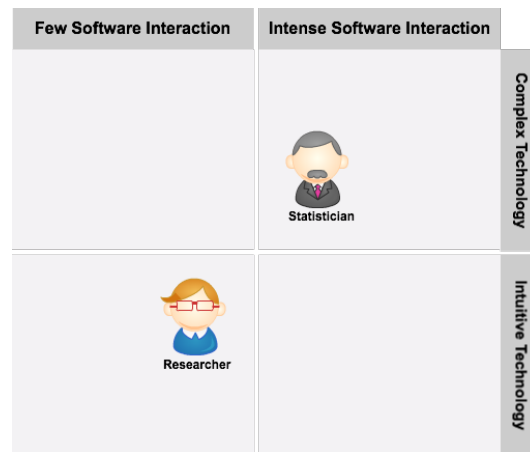 Few Software Interaction
Intense Software Interaction
Complex Technology
Statistician
Intuitive Technology
Researcher